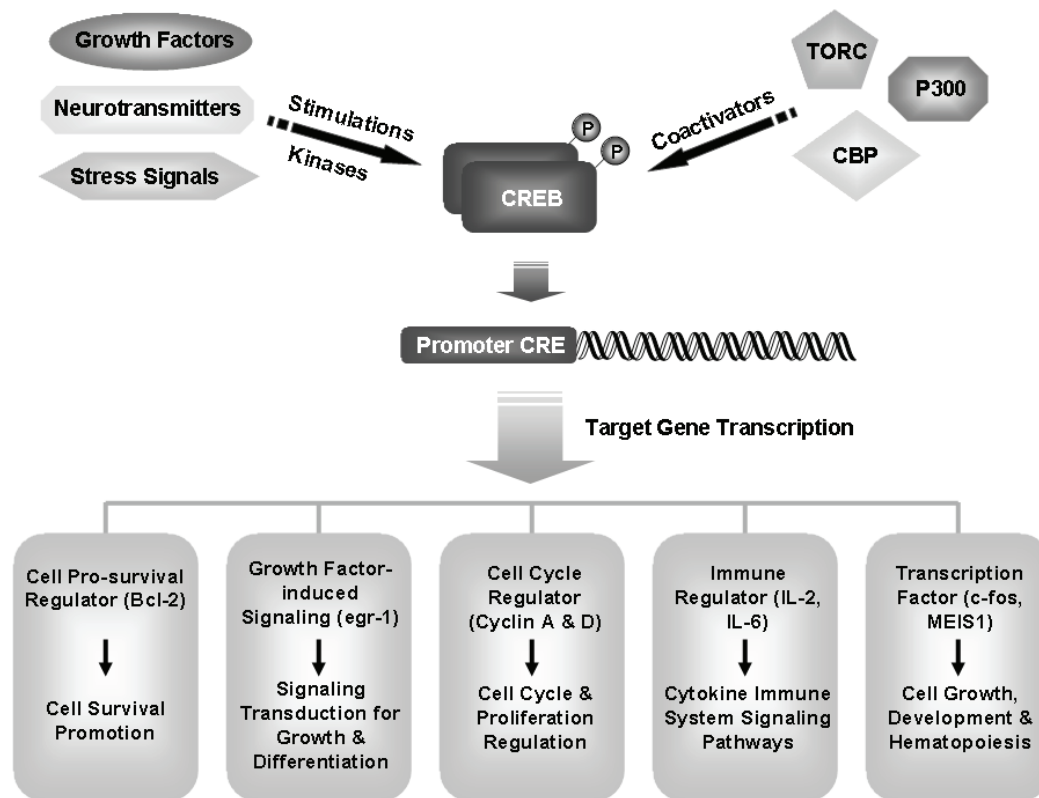 Growth Factors
Neurotransmitters
Stress Signals
Stimulations
Kinases
TORC
P300
CBP
Coactivators
P
P
CREB
Promoter CRE
Target Gene Transcription
Cell Pro-survival
Regulator (Bcl-2)
Cell Survival
Promotion
Growth Factor-
induced
Signaling (egr-1)
Signaling
Transduction for
Growth &
Differentiation
Cell Cycle
Regulator
(Cyclin A & D)
Cell Cycle &
Proliferation
Regulation
Immune
Regulator (IL-2,
IL-6)
Cytokine Immune
System Signaling
Pathways
Transcription
Factor (c-fos,
MEIS1)
Cell Growth,
Development &
Hematopoiesis